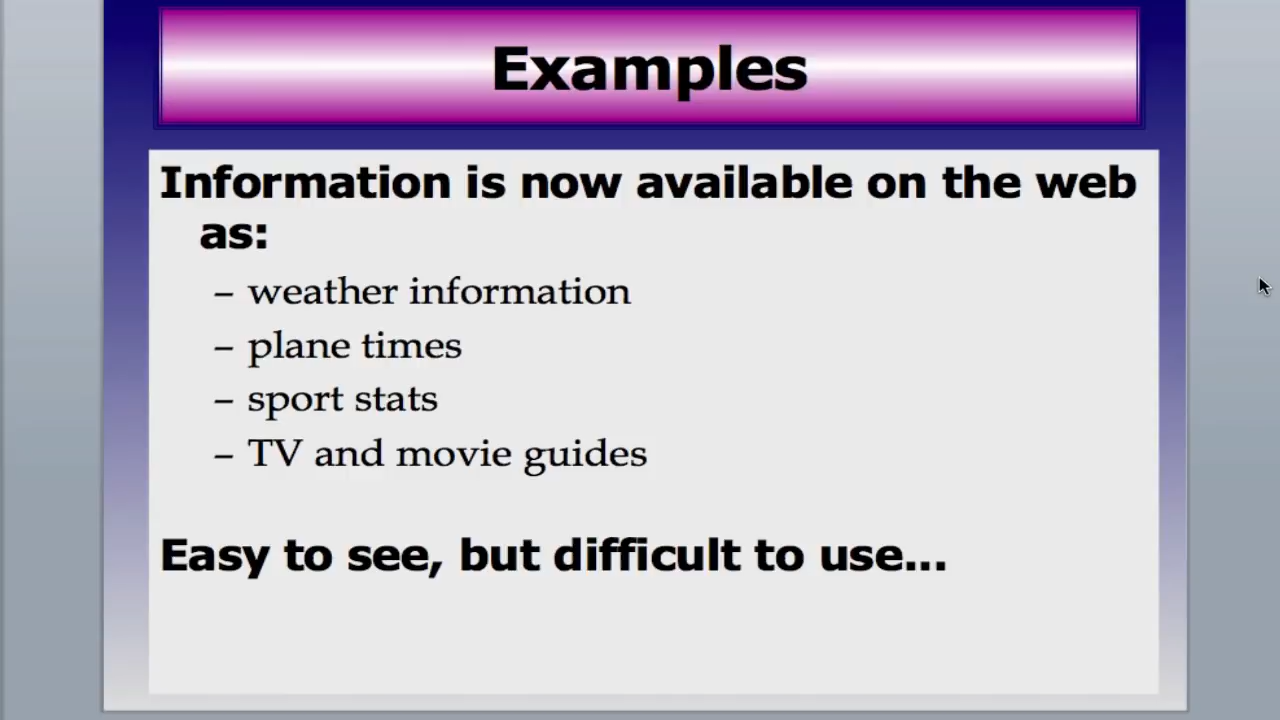 Examples
Information is now available on the web
as:
– weather information
– plane times
– sport stats
– TV and movie guides
Easy to see, but difficult to use...